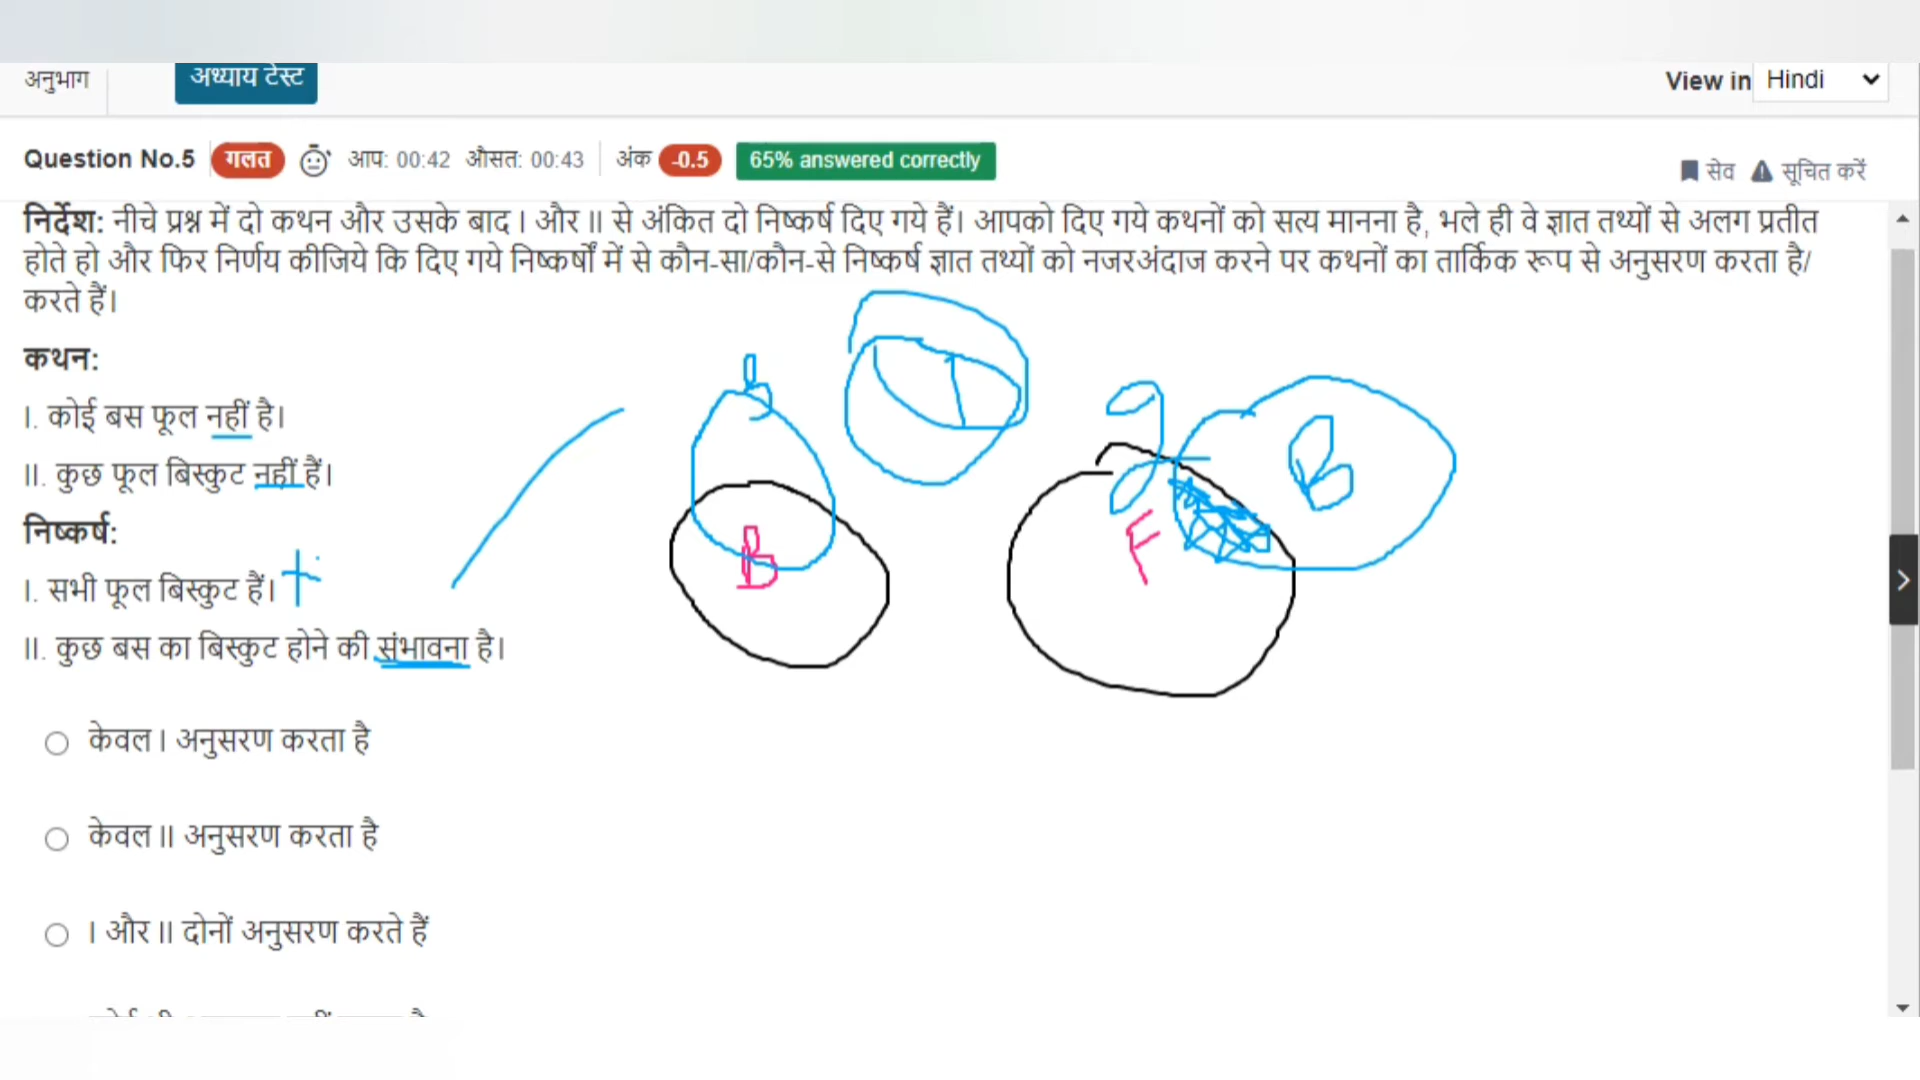 अनुभाग अध्याय टेस्ट View in Hindi
Question No.5 गलत आप: 00:42 औसत: 00:43 अंक -0.5 65% answered correctly सेव सूचित करें
निर्देश: नीचे प्रश्न में दो कथन और उसके बाद I और II से अंकित दो निष्कर्ष दिए गये हैं। आपको दिए गये कथनों को सत्य मानना है, भले ही वे ज्ञात तथ्यों से अलग प्रतीत
होते हो और फिर निर्णय कीजिये कि दिए गये निष्कर्षों में से कौन-सा/कौन-से निष्कर्ष ज्ञात तथ्यों को नजरअंदाज करने पर कथनों का तार्किक रूप से अनुसरण करता है/
करते हैं।
कथन:
I. कोई बस फूल नहीं है।
II. कुछ फूल बिस्कुट नहीं हैं।
निष्कर्ष:
I. सभी फूल बिस्कुट हैं।
II. कुछ बस का बिस्कुट होने की संभावना है।
B
B
F
B
केवल I अनुसरण करता है
केवल II अनुसरण करता है
I और II दोनों अनुसरण करते हैं